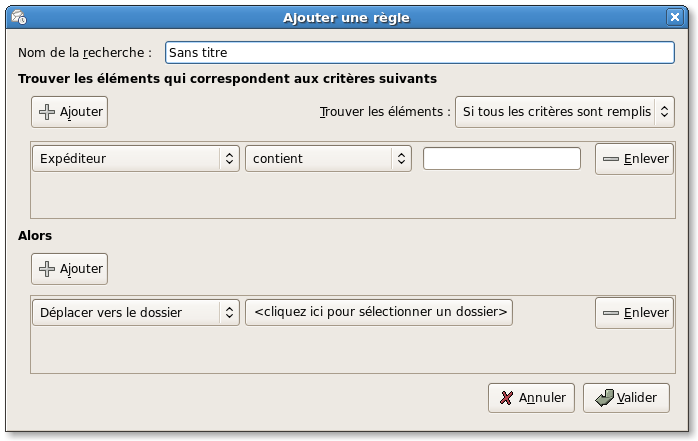 Ajouter une règle
Nom de la recherche :
Sans titre
Trouver les éléments qui correspondent aux critères suivants
Ajouter
Trouver les éléments :
Si tous les critères sont remplis
Expéditeur
contient
Enlever
Alors
Ajouter
Déplacer vers le dossier
<cliquez ici pour sélectionner un dossier>
Enlever
Annuler
Valider